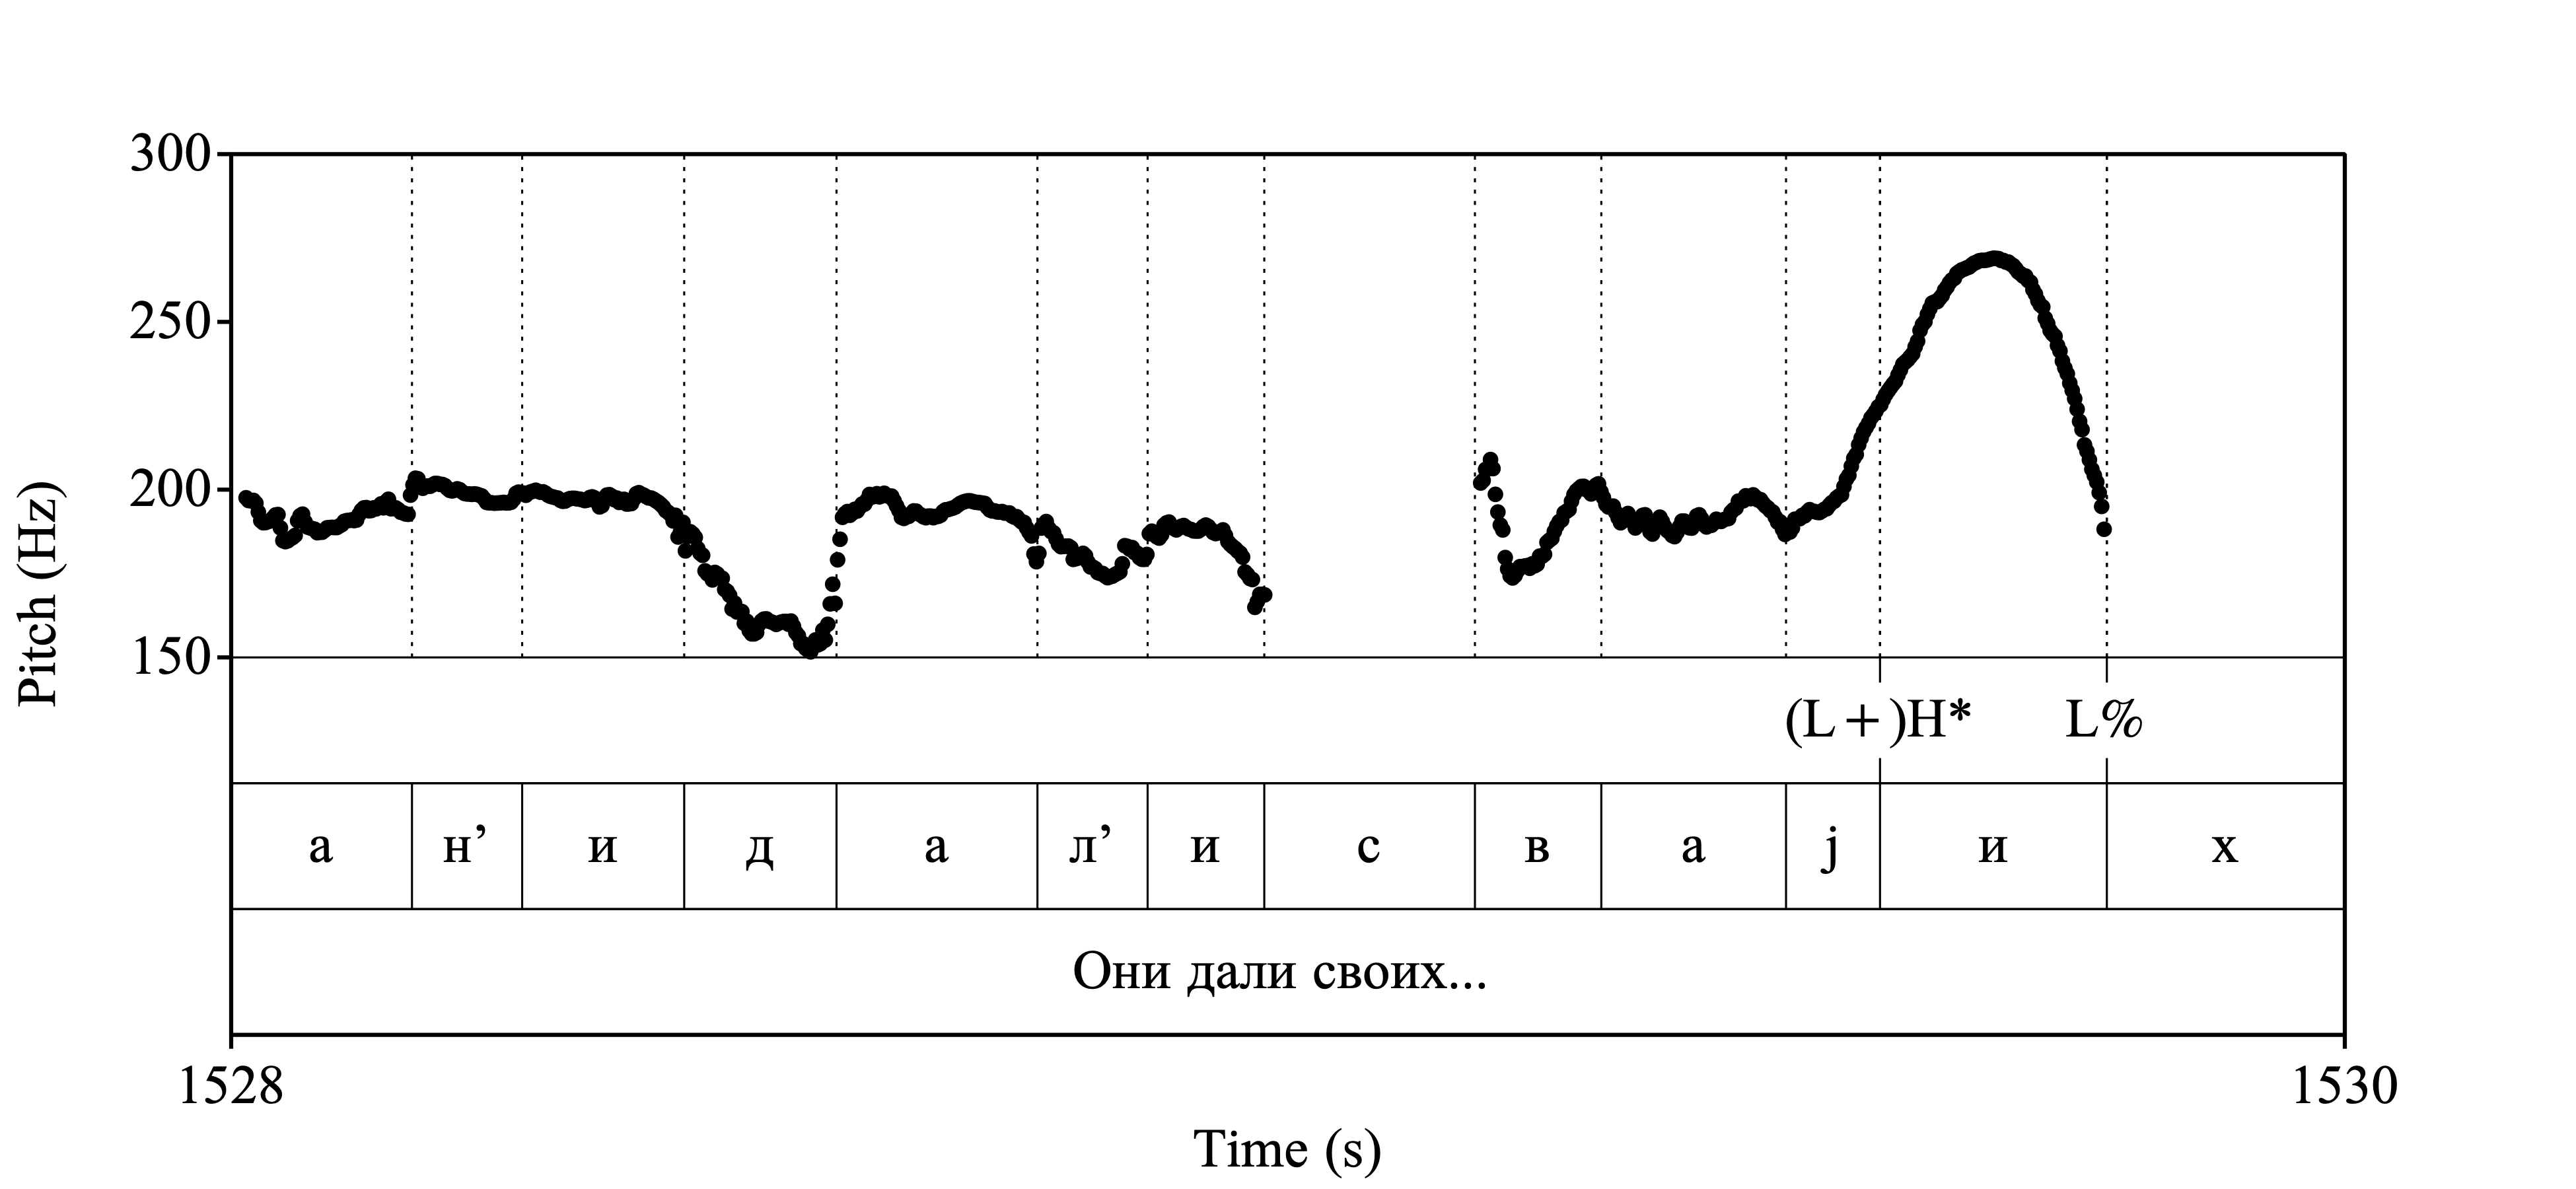 300
250
200
150
Pitch (Hz)
(L+)H* L%
а н’ и д а л’ и с в а j и х
Они дали своих...
1528 1530
Time (s)